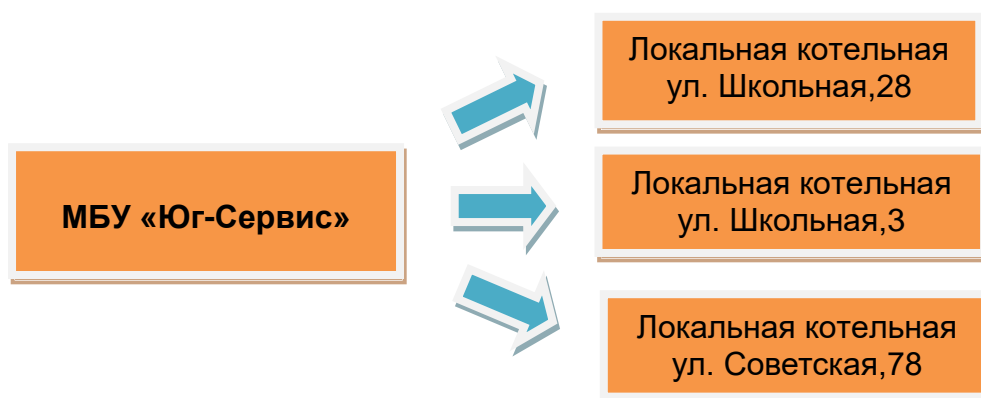 МБУ «Юг-Сервис»
Локальная котельная
ул. Школьная,28
Локальная котельная
ул. Школьная,3
Локальная котельная
ул. Советская,78